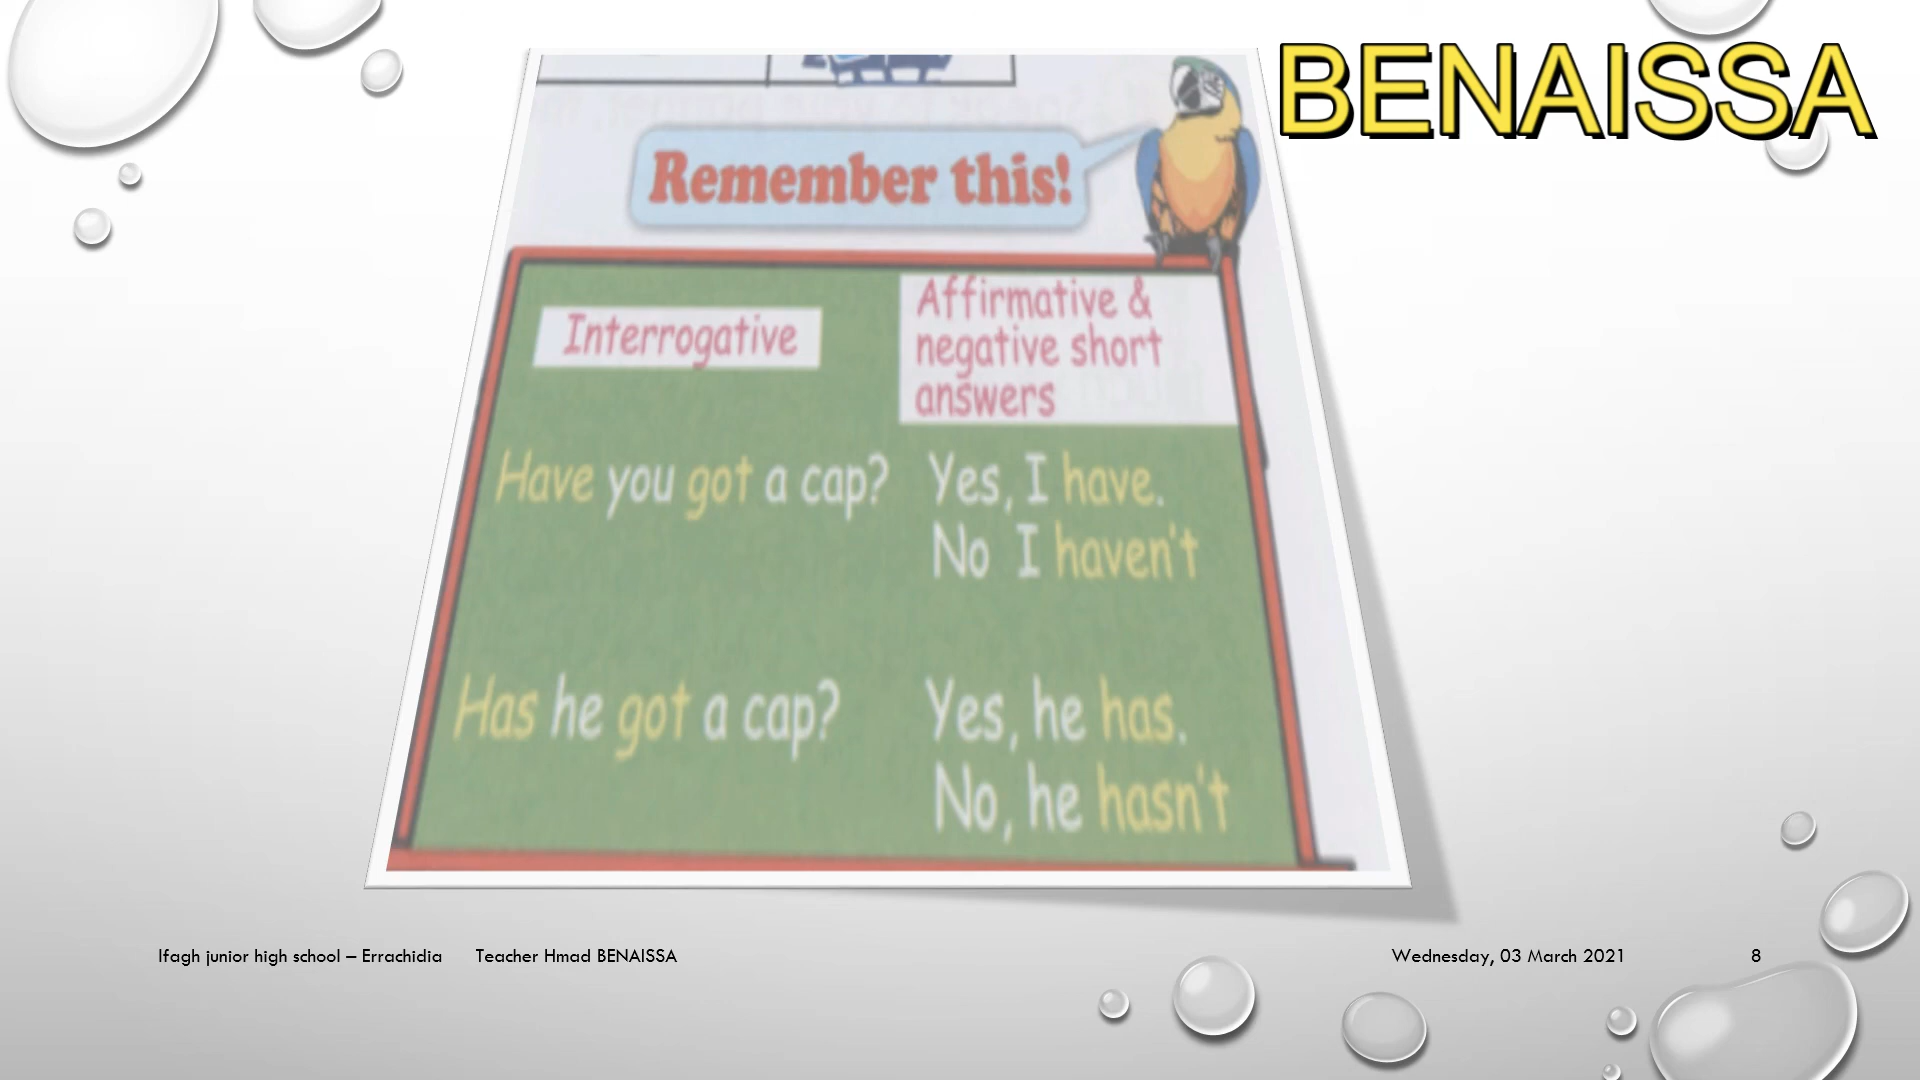 BENAISSA
Remember this!
Interrogative
Affirmative &
negative short
answers
Have you got a cap?
Yes, I have.
No I haven't
Has he got a cap?
Yes, he has.
No, he hasn't
Ifagh junior high school – Errachidia Teacher Hmad BENAISSA
Wednesday, 03 March 2021
8